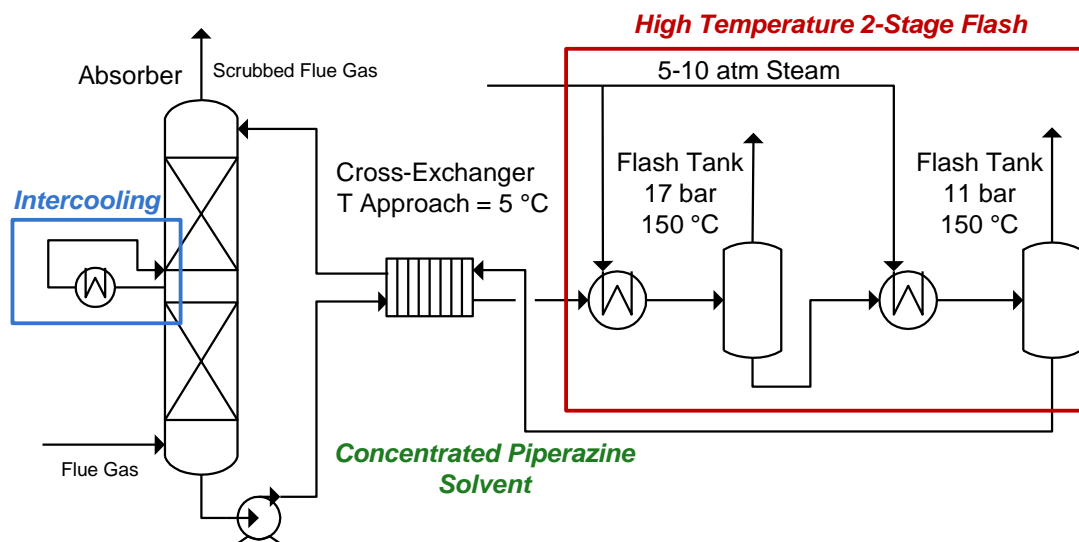 High Temperature 2-Stage Flash
Absorber
Scrubbed Flue Gas
5-10 atm Steam
Intercooling
Cross-Exchanger
T Approach = 5 °C
Flash Tank
17 bar
150 °C
Flash Tank
11 bar
150 °C
Flue Gas
Concentrated Piperazine
Solvent